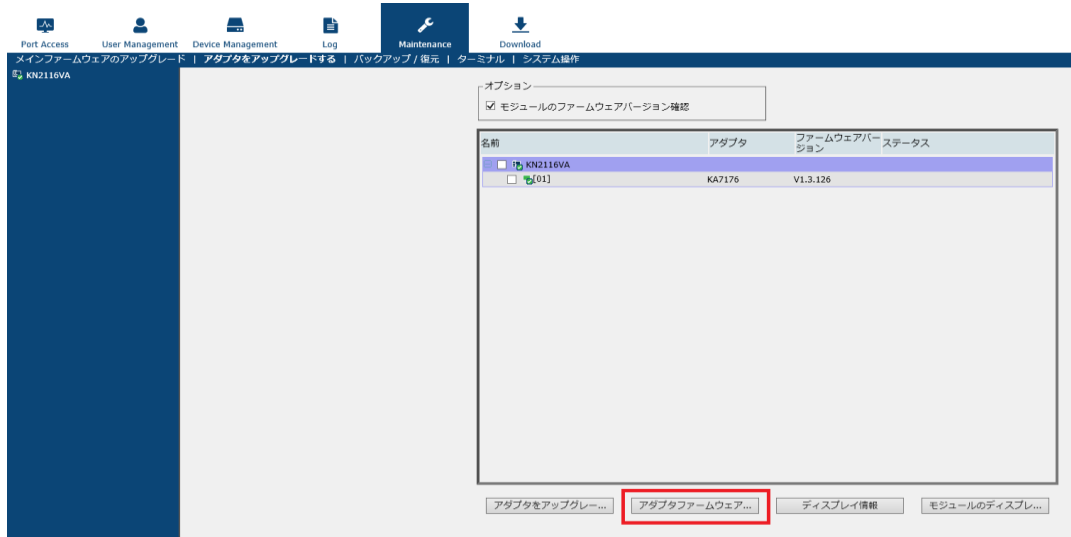 Port Access User Management Device Management Log Maintenance Download
メインファームウェアのアップグレード | アダプタをアップグレードする | バックアップ / 復元 | ターミナル | システム操作
KN2116VA
オプション
モジュールのファームウェアバージョン確認
名前 アダプタ ファームウェアバージョン ステータス
KN2116VA
[01] KA7176 V1.3.126
アダプタをアップグレー... アダプタファームウェア... ディスプレイ情報 モジュールのディスプレ...